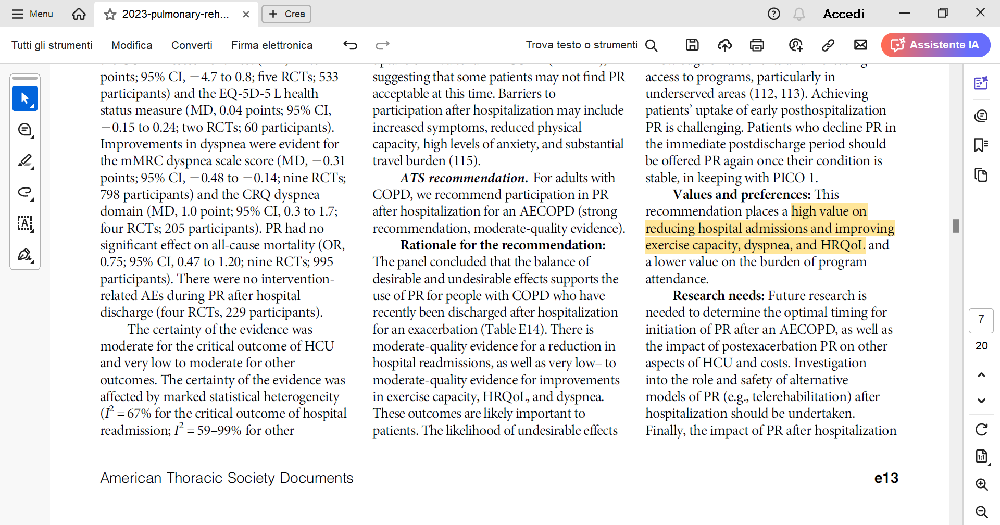 Menu
2023-pulmonary-reh...
Crea
Accedi
Tutti gli strumenti
Modifica
Converti
Firma elettronica
Trova testo o strumenti
Assistente IA
points; 95% CI, −4.7 to 0.8; five RCTs; 533
participants) and the EQ-5D-5 L health
status measure (MD, 0.04 points; 95% CI,
−0.15 to 0.24; two RCTs; 60 participants).
Improvements in dyspnea were evident for
the mMRC dyspnea scale score (MD, −0.31
points; 95% CI, −0.48 to −0.14; nine RCTs;
798 participants) and the CRQ dyspnea
domain (MD, 1.0 point; 95% CI, 0.3 to 1.7;
four RCTs; 205 participants). PR had no
significant effect on all-cause mortality (OR,
0.75; 95% CI, 0.47 to 1.20; nine RCTs; 995
participants). There were no intervention-
related AEs during PR after hospital
discharge (four RCTs, 229 participants).
The certainty of the evidence was
moderate for the critical outcome of HCU
and very low to moderate for other
outcomes. The certainty of the evidence was
affected by marked statistical heterogeneity
(I² = 67% for the critical outcome of hospital
readmission; I² = 59–99% for other
suggesting that some patients may not find PR
acceptable at this time. Barriers to
participation after hospitalization may include
increased symptoms, reduced physical
capacity, high levels of anxiety, and substantial
travel burden (115).
ATS recommendation. For adults with
COPD, we recommend participation in PR
after hospitalization for an AECOPD (strong
recommendation, moderate-quality evidence).
Rationale for the recommendation:
The panel concluded that the balance of
desirable and undesirable effects supports the
use of PR for people with COPD who have
recently been discharged after hospitalization
for an exacerbation (Table E14). There is
moderate-quality evidence for a reduction in
hospital readmissions, as well as very low– to
moderate-quality evidence for improvements
in exercise capacity, HRQoL, and dyspnea.
These outcomes are likely important to
patients. The likelihood of undesirable effects
access to programs, particularly in
underserved areas (112, 113). Achieving
patients’ uptake of early posthospitalization
PR is challenging. Patients who decline PR in
the immediate postdischarge period should
be offered PR again once their condition is
stable, in keeping with PICO 1.
Values and preferences: This
recommendation places a high value on
reducing hospital admissions and improving
exercise capacity, dyspnea, and HRQoL and
a lower value on the burden of program
attendance.
Research needs: Future research is
needed to determine the optimal timing for
initiation of PR after an AECOPD, as well as
the impact of postexacerbation PR on other
aspects of HCU and costs. Investigation
into the role and safety of alternative
models of PR (e.g., telerehabilitation) after
hospitalization should be undertaken.
Finally, the impact of PR after hospitalization
American Thoracic Society Documents
e13
7
20
1:1